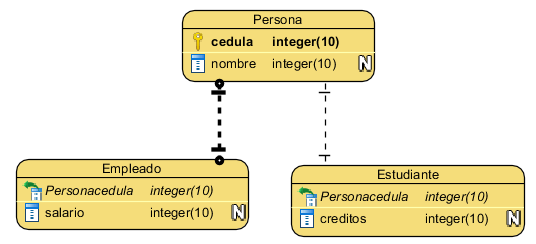 Persona
cedula integer(10)
nombre integer(10) N
Empleado
Personacedula integer(10)
salario integer(10) N
Estudiante
Personacedula integer(10)
creditos integer(10) N